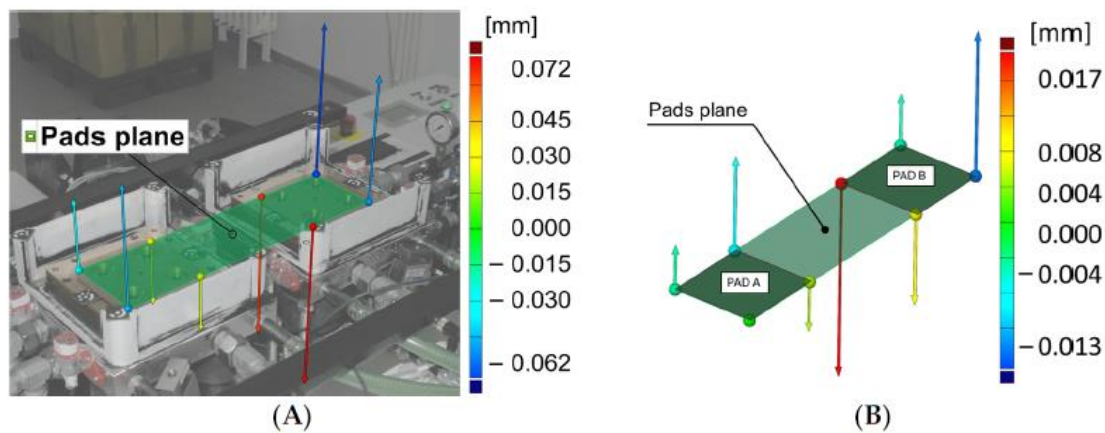 [mm]
0.072
0.045
0.030
0.015
0.000
−0.015
−0.030
−0.062
Pads plane
(A)
[mm]
0.017
0.008
0.004
0.000
−0.004
−0.013
Pads plane
PAD B
PAD A
(B)